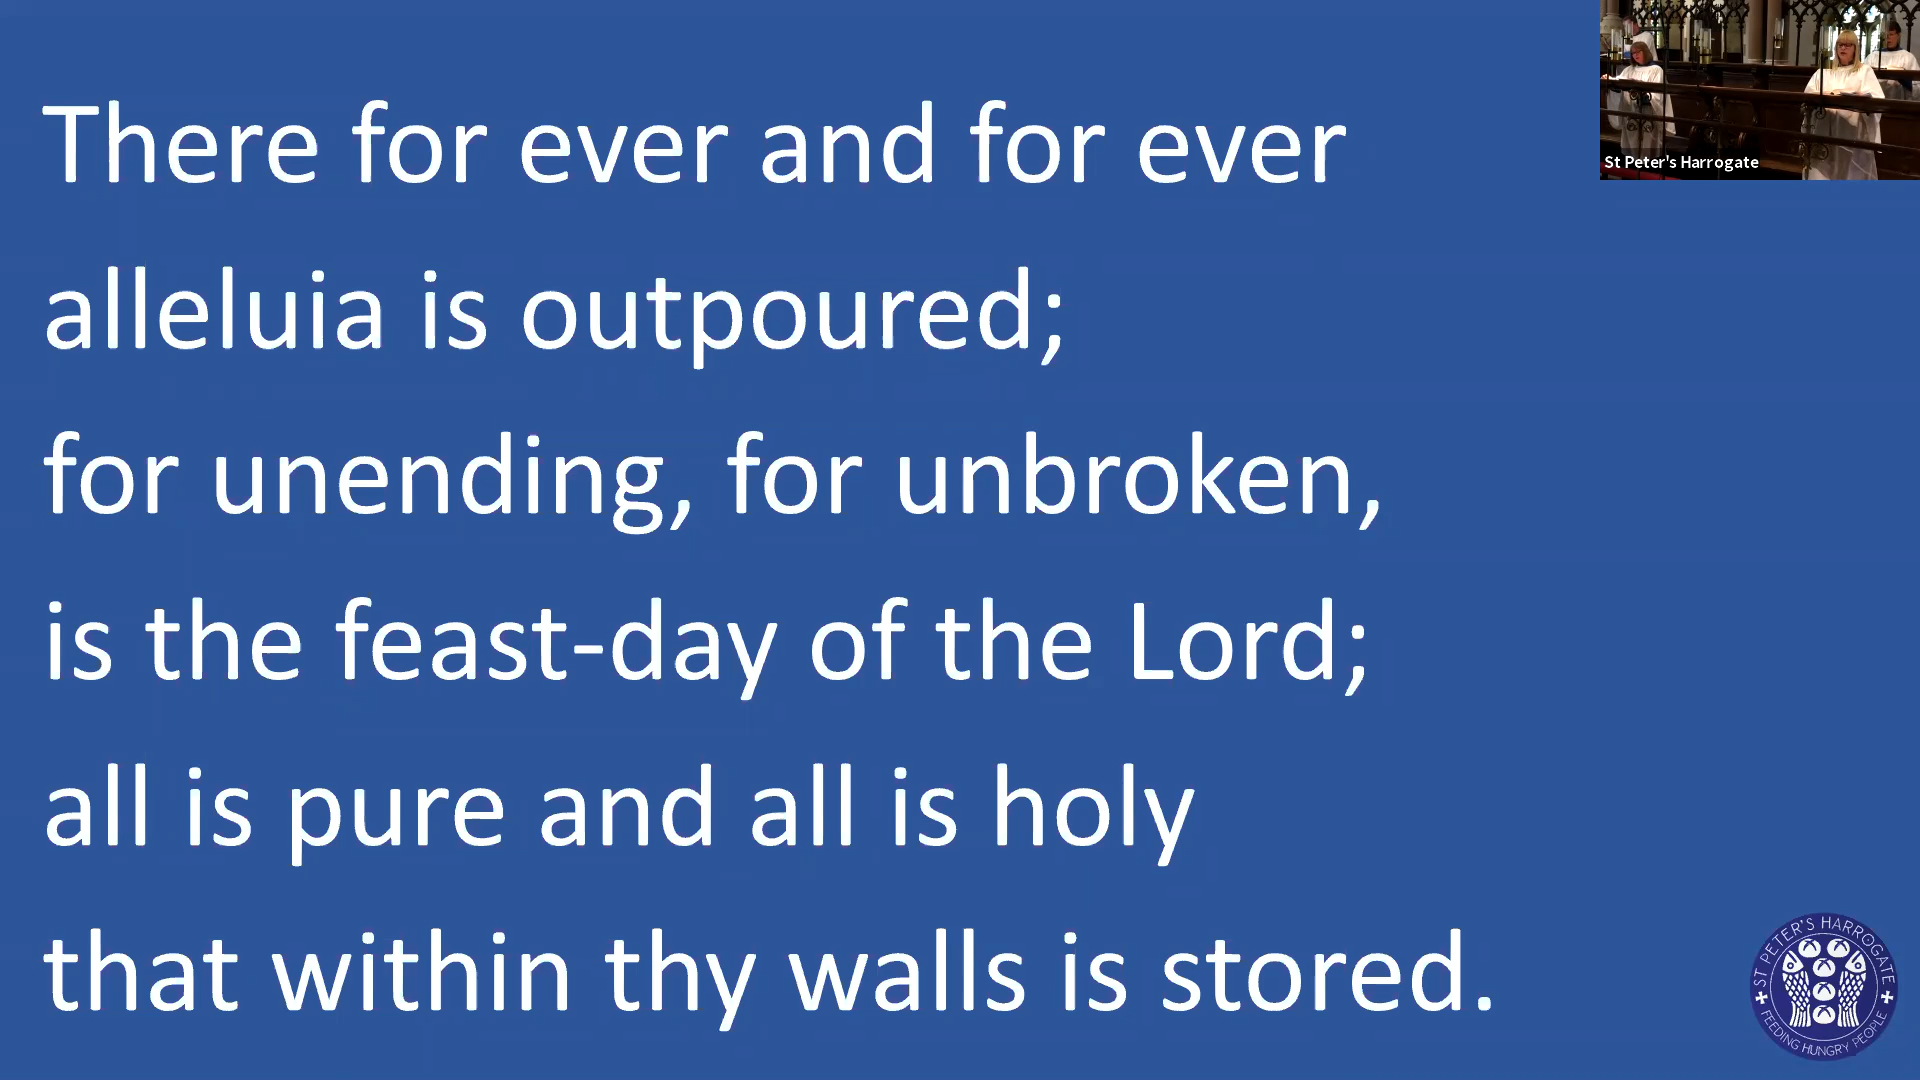 There for ever and for ever
alleluia is outpoured;
for unending, for unbroken,
is the feast-day of the Lord;
all is pure and all is holy
that within thy walls is stored.
St Peter's Harrogate
ST PETER'S HARROGATE
FEEDING HUNGRY PEOPLE